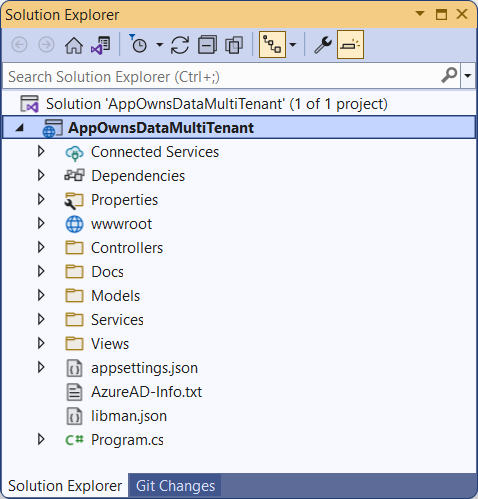 Solution Explorer
Search Solution Explorer (Ctrl+;)
Solution 'AppOwnsDataMultiTenant' (1 of 1 project)
AppOwnsDataMultiTenant
Connected Services
Dependencies
Properties
wwwroot
Controllers
Docs
Models
Services
Views
appsettings.json
AzureAD-Info.txt
libman.json
C# Program.cs
Solution Explorer Git Changes